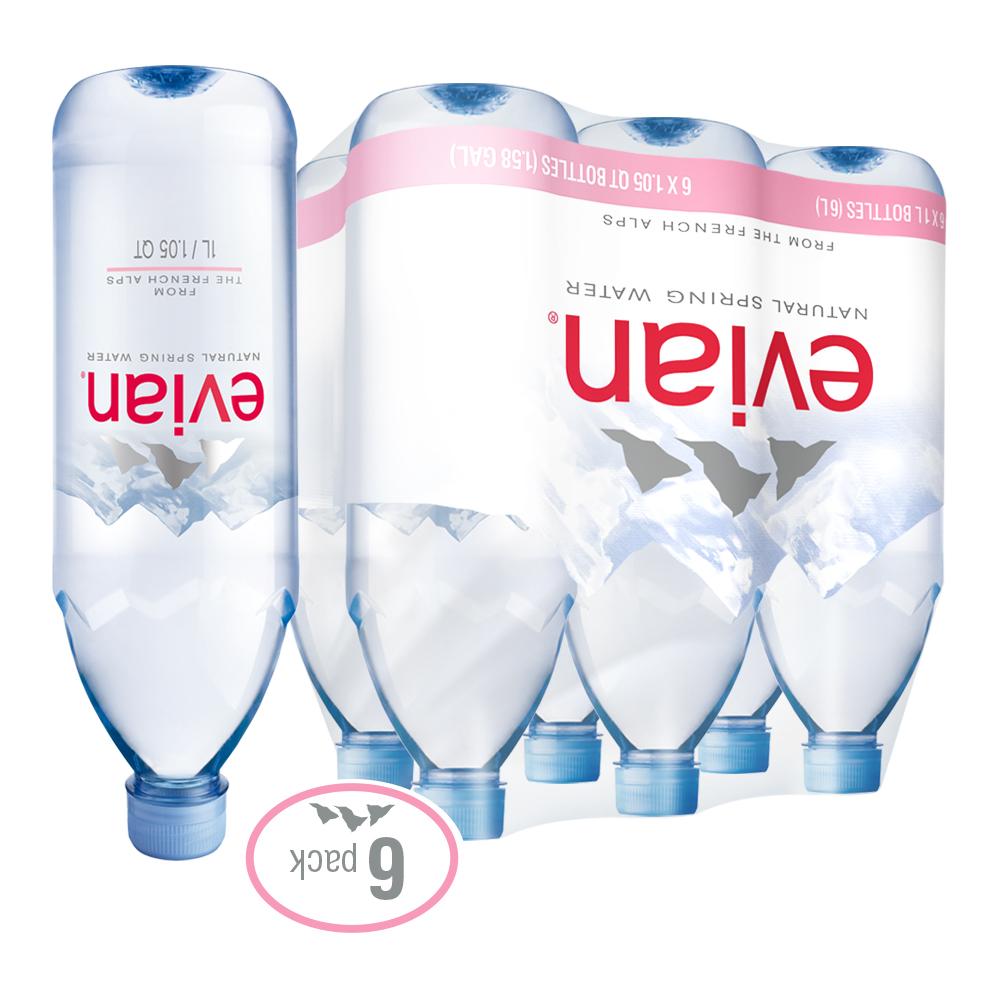 6 pack
evian®
NATURAL SPRING WATER
FROM THE FRENCH ALPS
6 X 1 L BOTTLES (6L) 6 X 1.05 QT BOTTLES (1.58 GAL)
evian®
NATURAL SPRING WATER
FROM
THE FRENCH ALPS
1L / 1.05 QT